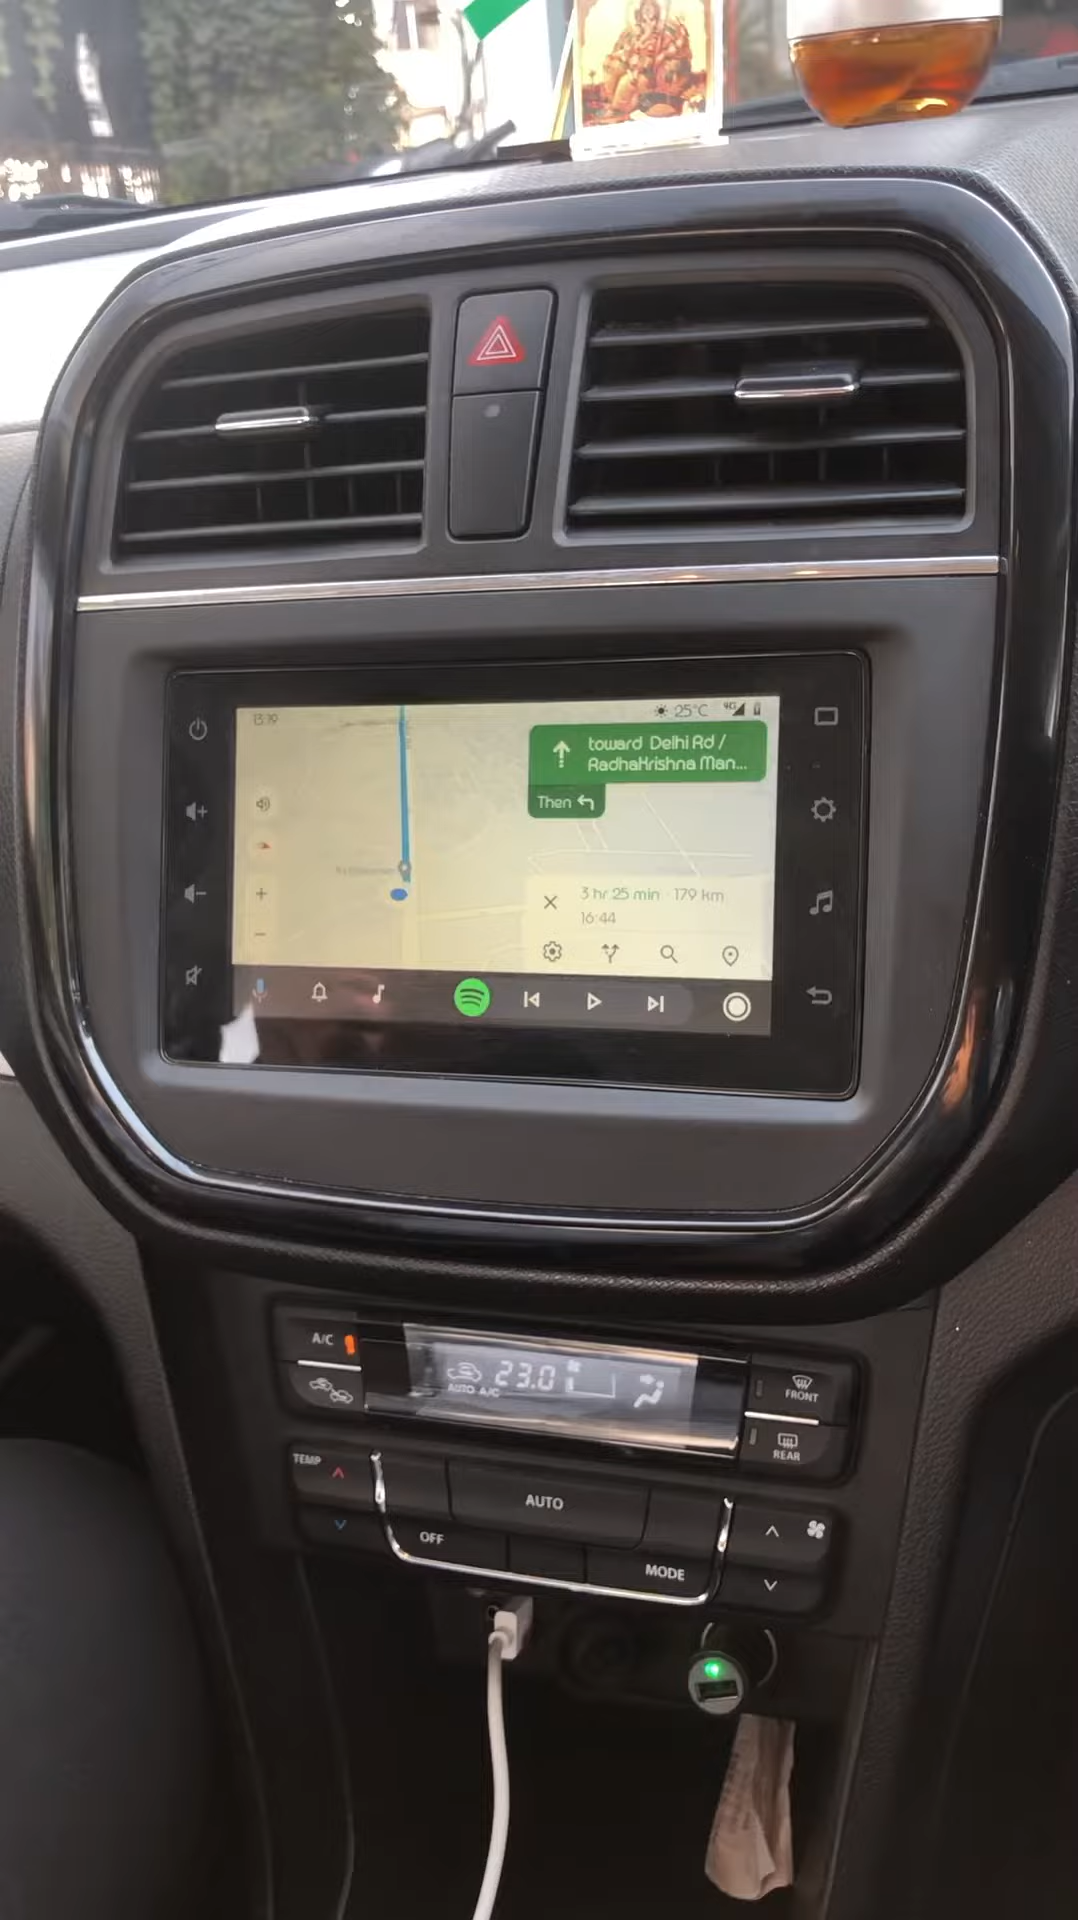 13:19
25°C 4G
toward Delhi Rd /
RadhaKrishna Man...
Then
3 hr 25 min · 179 km
16:44
A/C
23.0
AUTO A/C
FRONT
REAR
TEMP
AUTO
OFF
MODE